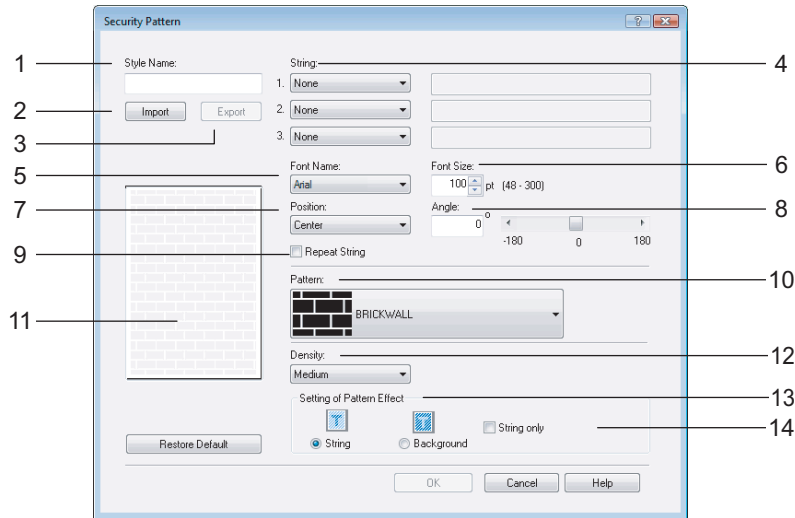 Security Pattern
1
Style Name:
String:
4
1. None
2
Import
Export
2. None
3
3. None
5
Font Name:
Font Size:
6
Arial
100 pt (48 - 300)
7
Position:
Angle:
8
Center
0 °
-180 0 180
9
Repeat String
Pattern:
10
BRICKWALL
11
Density:
12
Medium
Setting of Pattern Effect
13
T
T
String only
14
String
Background
Restore Default
OK
Cancel
Help